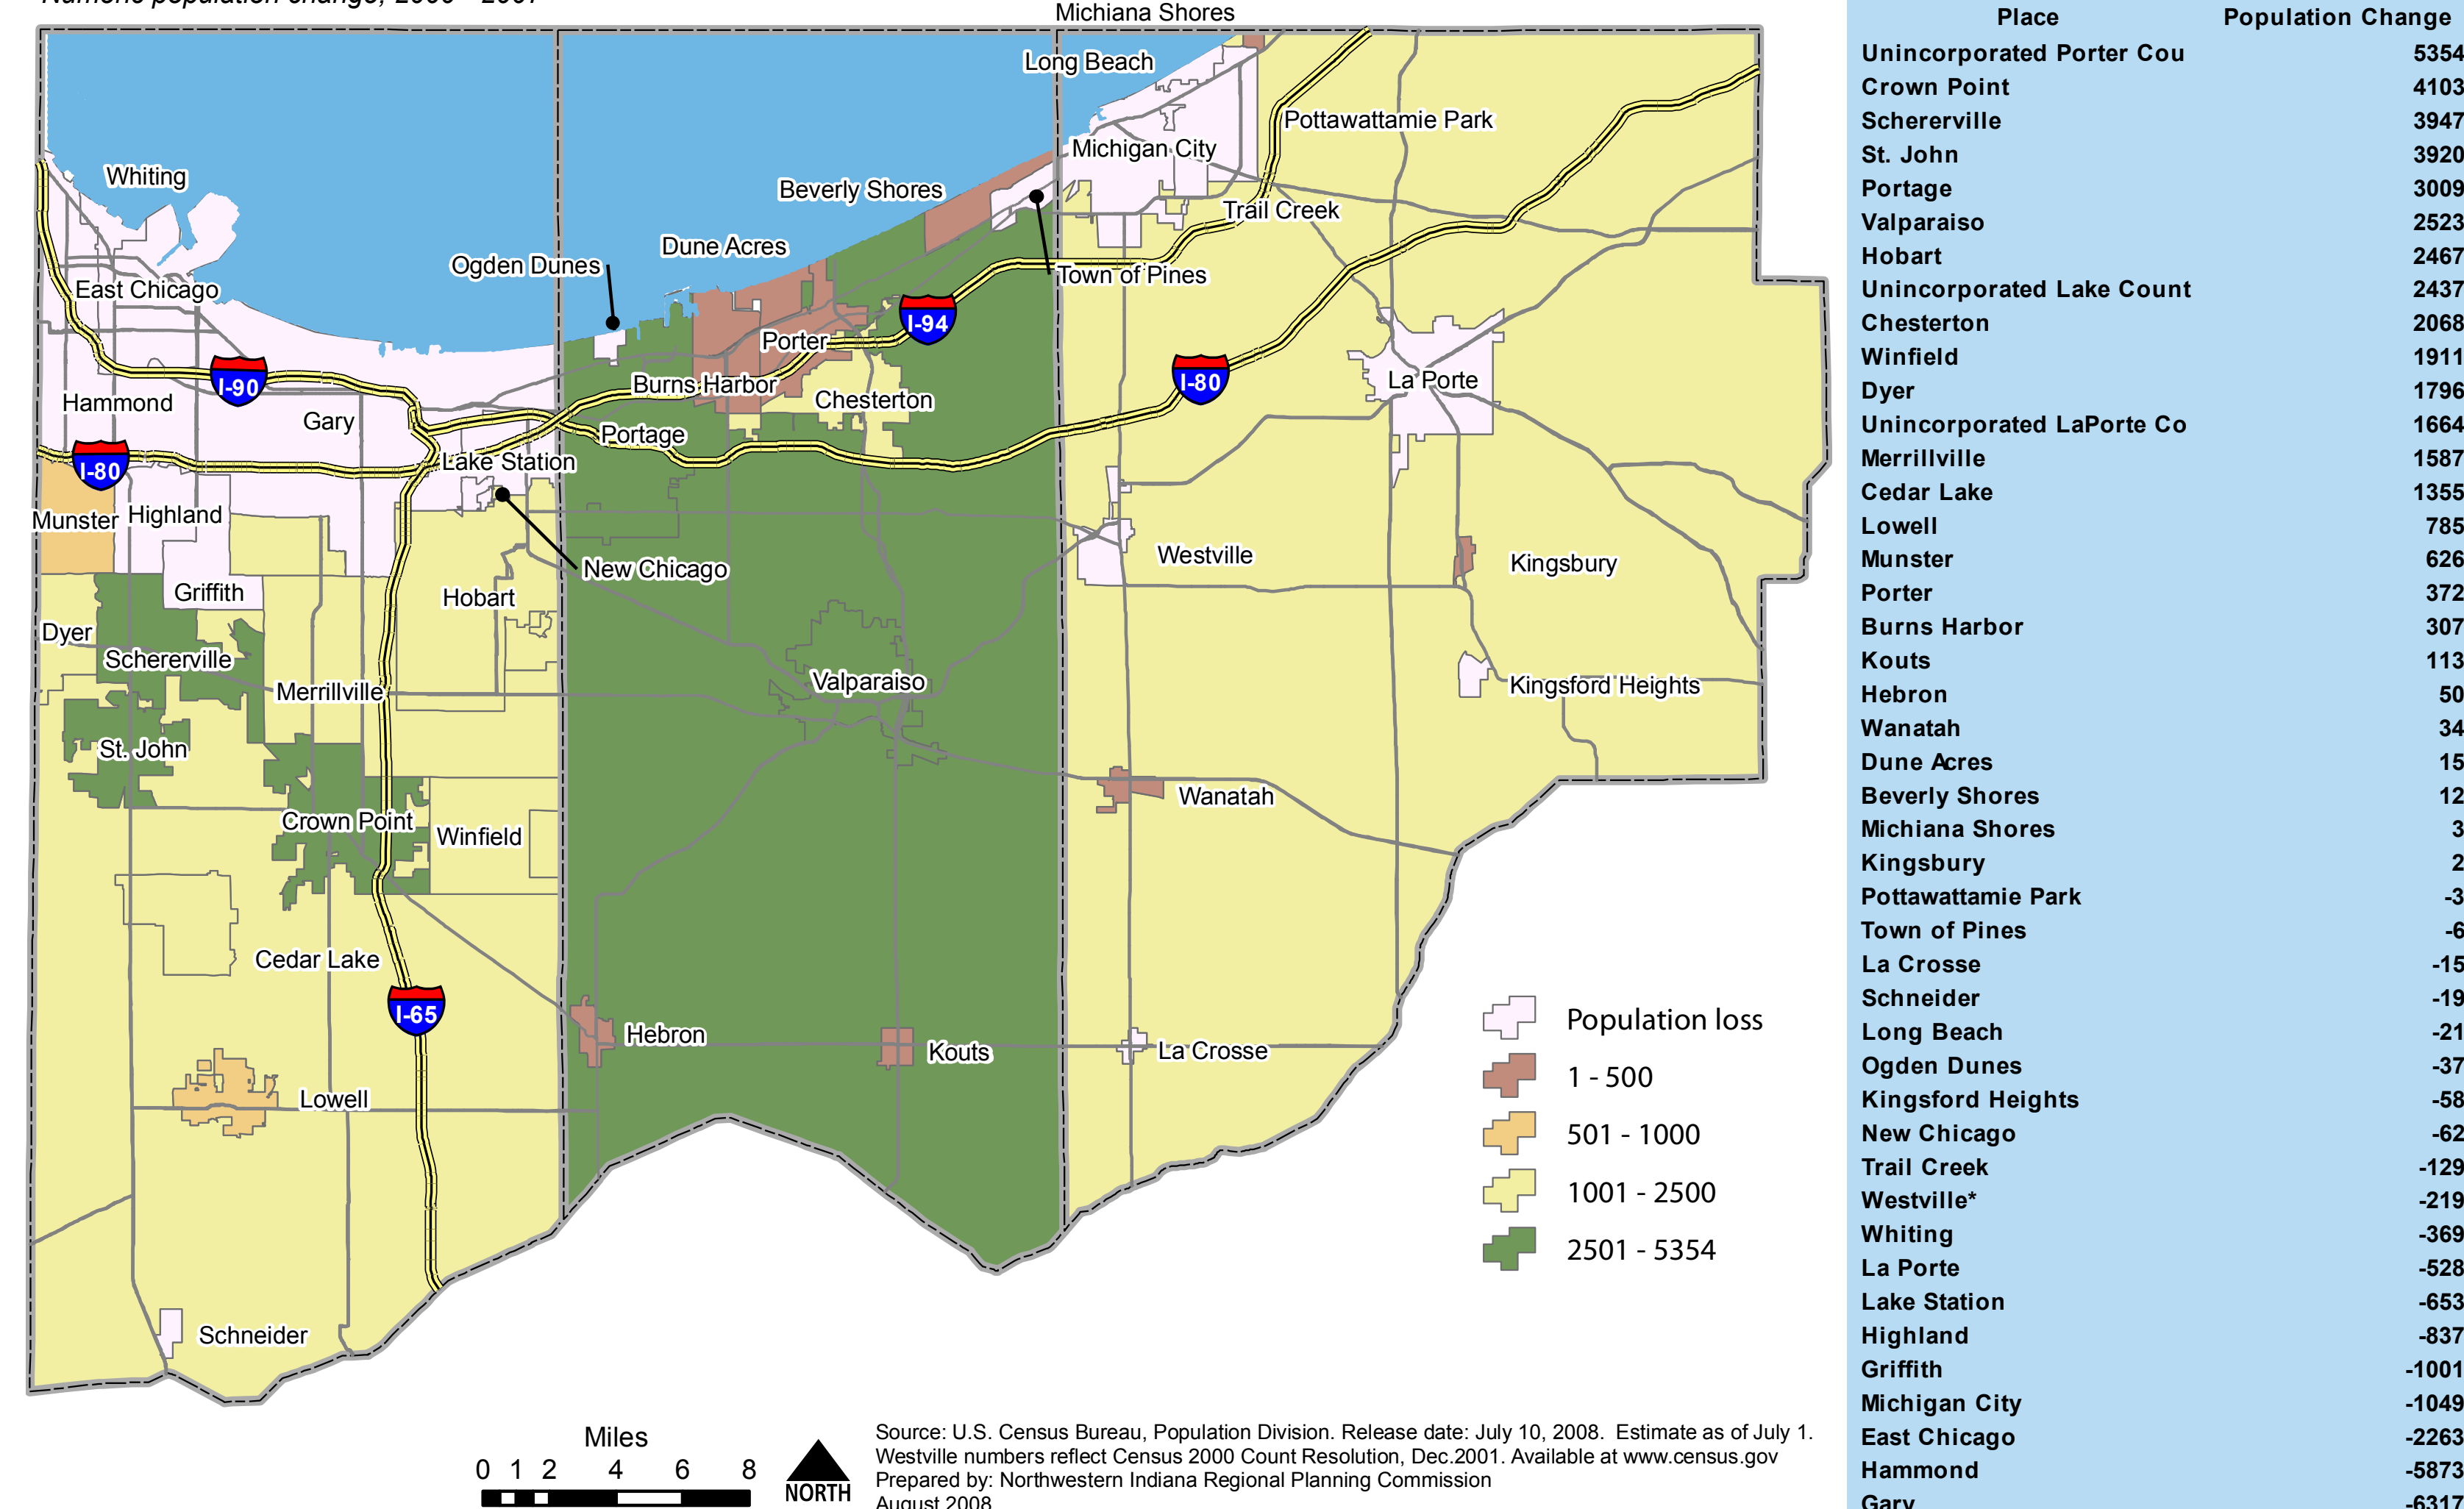 Numeric population change, 2000 - 2007
Michiana Shores
Long Beach
Pottawattamie Park
Michigan City
Whiting
Beverly Shores
Trail Creek
Dune Acres
Ogden Dunes
Town of Pines
East Chicago
I-94
Porter
I-90
I-80
Burns Harbor
La Porte
Hammond
Chesterton
Gary
Portage
I-80
Lake Station
Munster
Highland
Westville
Kingsbury
New Chicago
Griffith
Hobart
Dyer
Schererville
Valparaiso
Kingsford Heights
Merrillville
St. John
Wanatah
Crown Point
Winfield
Cedar Lake
I-65
Hebron
Kouts
La Crosse
Lowell
Schneider
Population loss
1 - 500
501 - 1000
1001 - 2500
2501 - 5354
Miles
0 1 2 4 6 8
NORTH
Source: U.S. Census Bureau, Population Division. Release date: July 10, 2008. Estimate as of July 1.
Westville numbers reflect Census 2000 Count Resolution, Dec.2001. Available at www.census.gov
Prepared by: Northwestern Indiana Regional Planning Commission
August 2008
Place Population Change
Unincorporated Porter Cou 5354
Crown Point 4103
Schererville 3947
St. John 3920
Portage 3009
Valparaiso 2523
Hobart 2467
Unincorporated Lake Count 2437
Chesterton 2068
Winfield 1911
Dyer 1796
Unincorporated LaPorte Co 1664
Merrillville 1587
Cedar Lake 1355
Lowell 785
Munster 626
Porter 372
Burns Harbor 307
Kouts 113
Hebron 50
Wanatah 34
Dune Acres 15
Beverly Shores 12
Michiana Shores 3
Kingsbury 2
Pottawattamie Park -3
Town of Pines -6
La Crosse -15
Schneider -19
Long Beach -21
Ogden Dunes -37
Kingsford Heights -58
New Chicago -62
Trail Creek -129
Westville* -219
Whiting -369
La Porte -528
Lake Station -653
Highland -837
Griffith -1001
Michigan City -1049
East Chicago -2263
Hammond -5873
Gary -6317